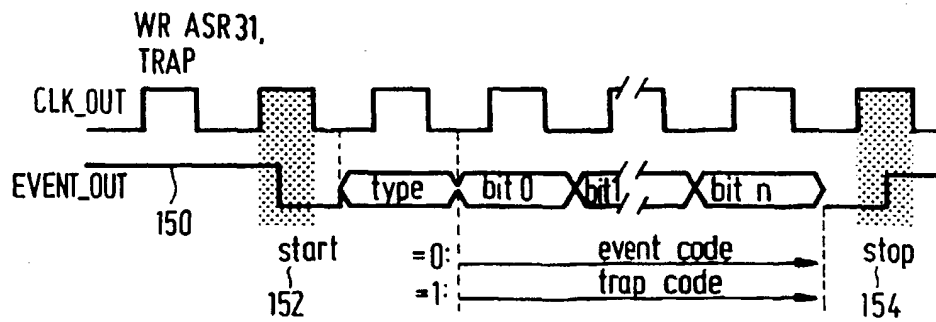 WR ASR31,
TRAP
CLK_OUT
EVENT_OUT
type bit 0 bit1 bit n
150
start =0: event code stop
152 =1: trap code 154